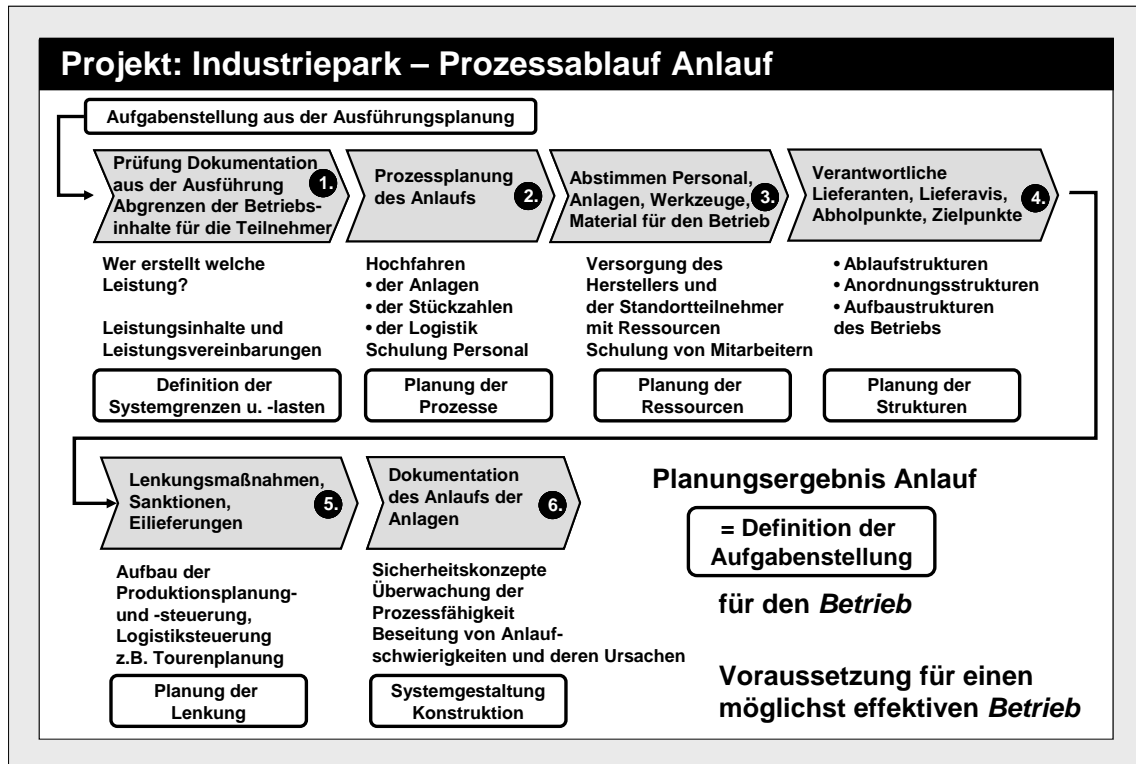 Projekt: Industriepark – Prozessablauf Anlauf
Aufgabenstellung aus der Ausführungsplanung
Prüfung Dokumentation
aus der Ausführung
Abgrenzen der Betriebs-
inhalte für die Teilnehmer
1.
Prozessplanung
des Anlaufs
2.
Abstimmen Personal,
Anlagen, Werkzeuge,
Material für den Betrieb
3.
Verantwortliche
Lieferanten, Lieferavis,
Abholpunkte, Zielpunkte
4.
Wer erstellt welche
Leistung?
Leistungsinhalte und
Leistungsvereinbarungen
Hochfahren
• der Anlagen
• der Stückzahlen
• der Logistik
Schulung Personal
Versorgung des
Herstellers und
der Standortteilnehmer
mit Ressourcen
Schulung von Mitarbeitern
• Ablaufstrukturen
• Anordnungsstrukturen
• Aufbaustrukturen
des Betriebs
Definition der
Systemgrenzen u. -lasten
Planung der
Prozesse
Planung der
Ressourcen
Planung der
Strukturen
Lenkungsmaßnahmen,
Sanktionen,
Eilieferungen
5.
Dokumentation
des Anlaufs der
Anlagen
6.
Aufbau der
Produktionsplanung-
und -steuerung,
Logistiksteuerung
z.B. Tourenplanung
Sicherheitskonzepte
Überwachung der
Prozessfähigkeit
Beseitung von Anlauf-
schwierigkeiten und deren Ursachen
Planung der
Lenkung
Systemgestaltung
Konstruktion
Planungsergebnis Anlauf
= Definition der
Aufgabenstellung
für den Betrieb
Voraussetzung für einen
möglichst effektiven Betrieb